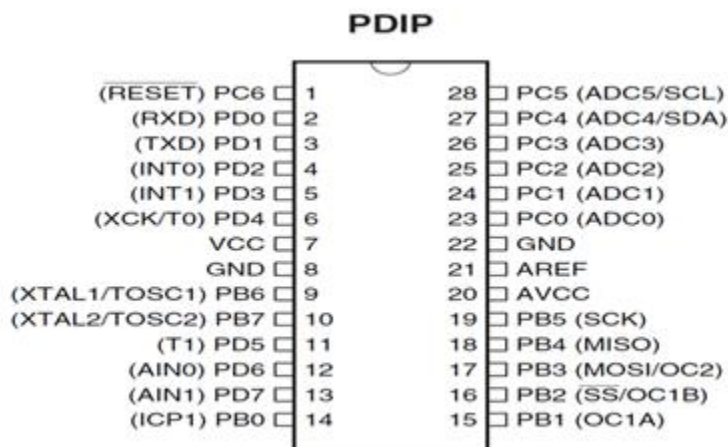 PDIP
(RESET) PC6 1 28 PC5 (ADC5/SCL)
(RXD) PD0 2 27 PC4 (ADC4/SDA)
(TXD) PD1 3 26 PC3 (ADC3)
(INT0) PD2 4 25 PC2 (ADC2)
(INT1) PD3 5 24 PC1 (ADC1)
(XCK/T0) PD4 6 23 PC0 (ADC0)
VCC 7 22 GND
GND 8 21 AREF
(XTAL1/TOSC1) PB6 9 20 AVCC
(XTAL2/TOSC2) PB7 10 19 PB5 (SCK)
(T1) PD5 11 18 PB4 (MISO)
(AIN0) PD6 12 17 PB3 (MOSI/OC2)
(AIN1) PD7 13 16 PB2 (SS/OC1B)
(ICP1) PB0 14 15 PB1 (OC1A)